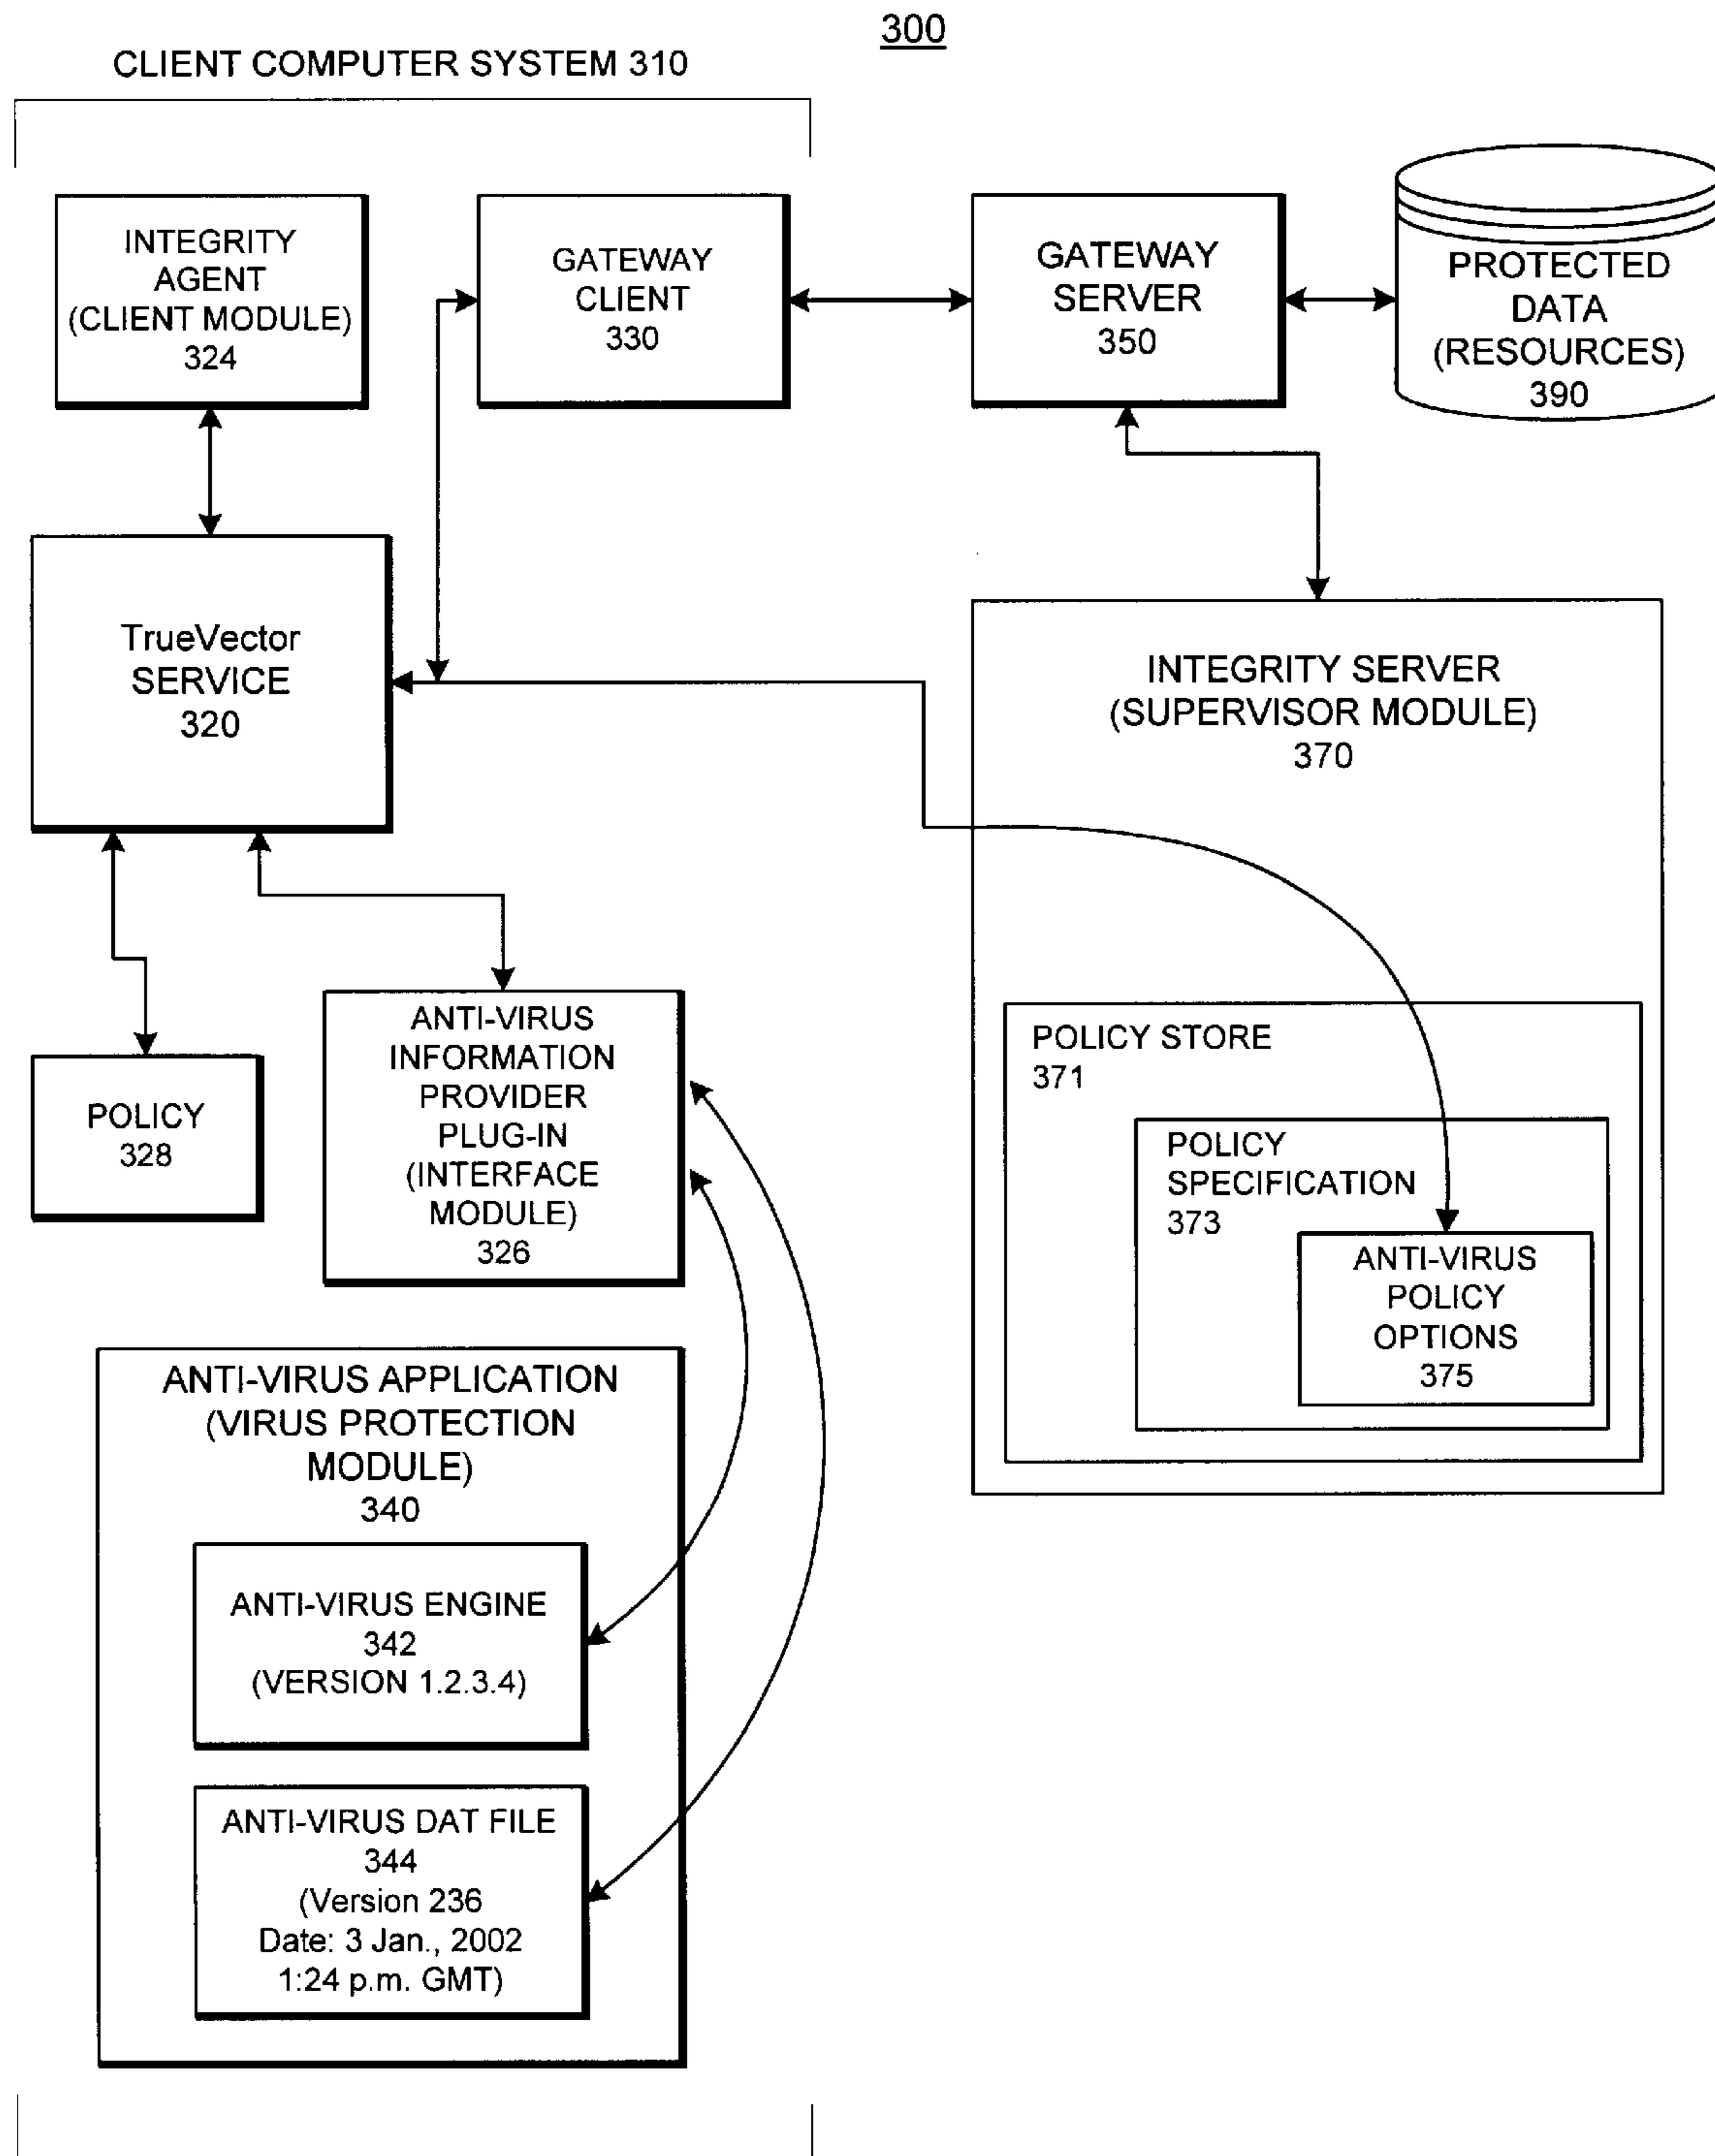 300
CLIENT COMPUTER SYSTEM 310
INTEGRITY
AGENT
(CLIENT MODULE)
324
GATEWAY
CLIENT
330
GATEWAY
SERVER
350
PROTECTED
DATA
(RESOURCES)
390
TrueVector
SERVICE
320
INTEGRITY SERVER
(SUPERVISOR MODULE)
370
POLICY
328
ANTI-VIRUS
INFORMATION
PROVIDER
PLUG-IN
(INTERFACE
MODULE)
326
POLICY STORE
371
POLICY
SPECIFICATION
373
ANTI-VIRUS
POLICY
OPTIONS
375
ANTI-VIRUS APPLICATION
(VIRUS PROTECTION
MODULE)
340
ANTI-VIRUS ENGINE
342
(VERSION 1.2.3.4)
ANTI-VIRUS DAT FILE
344
(Version 236
Date: 3 Jan., 2002
1:24 p.m. GMT)